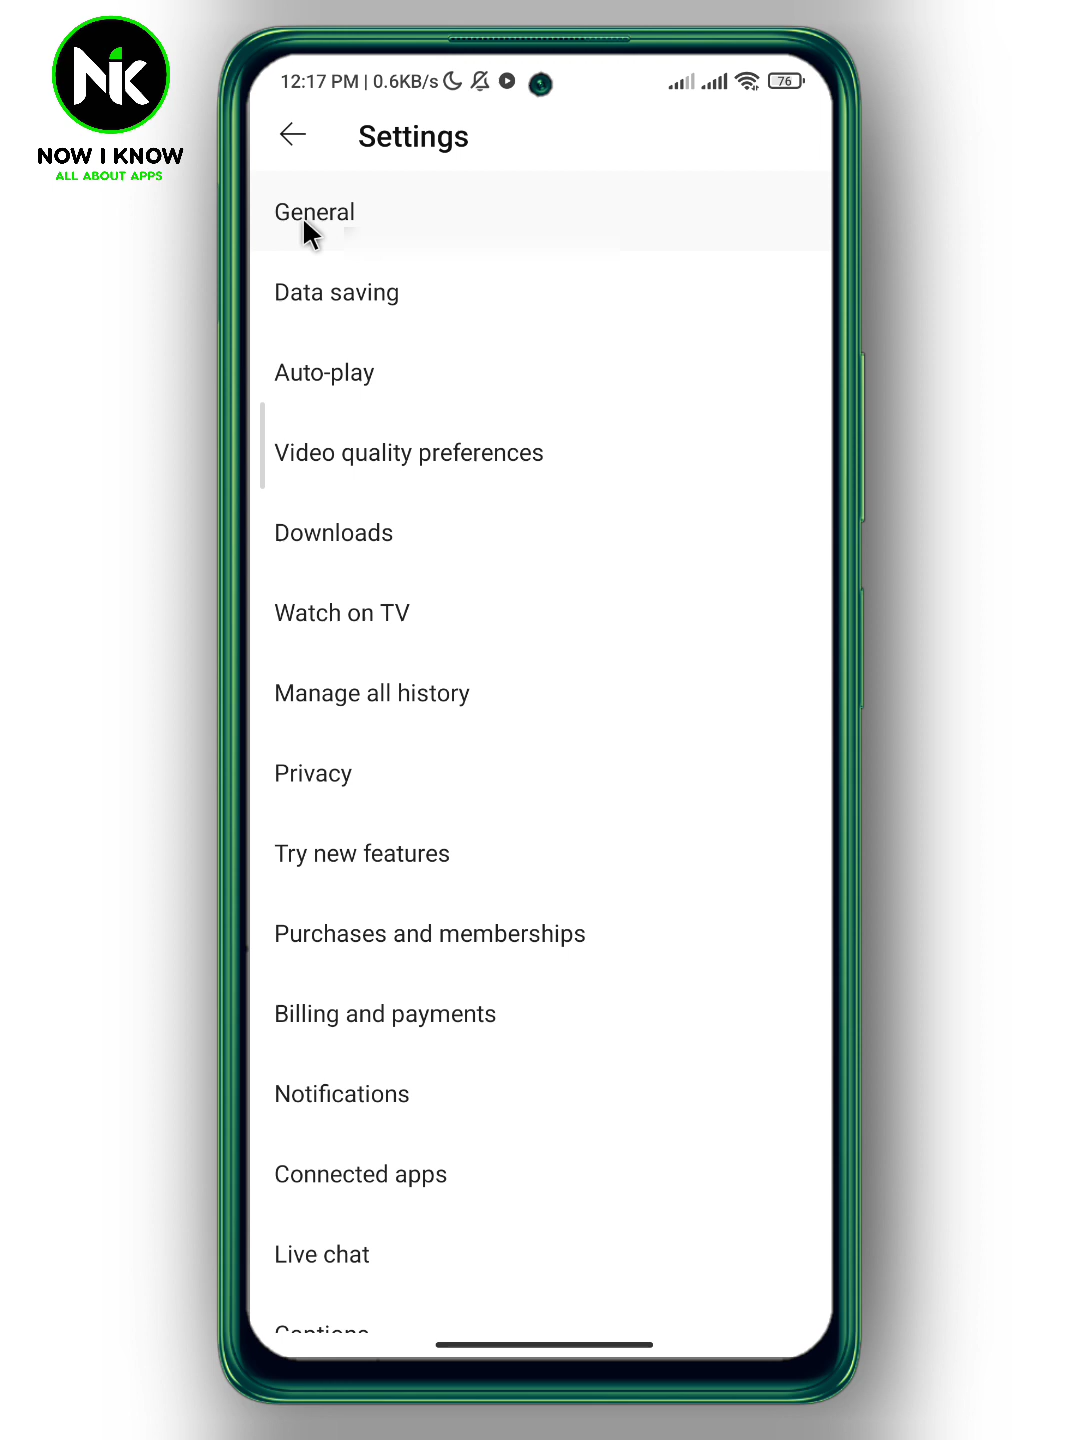 NIK
NOW I KNOW
ALL ABOUT APPS
12:17 PM | 0.6KB/s
76
Settings
General
Data saving
Auto-play
Video quality preferences
Downloads
Watch on TV
Manage all history
Privacy
Try new features
Purchases and memberships
Billing and payments
Notifications
Connected apps
Live chat
Captions